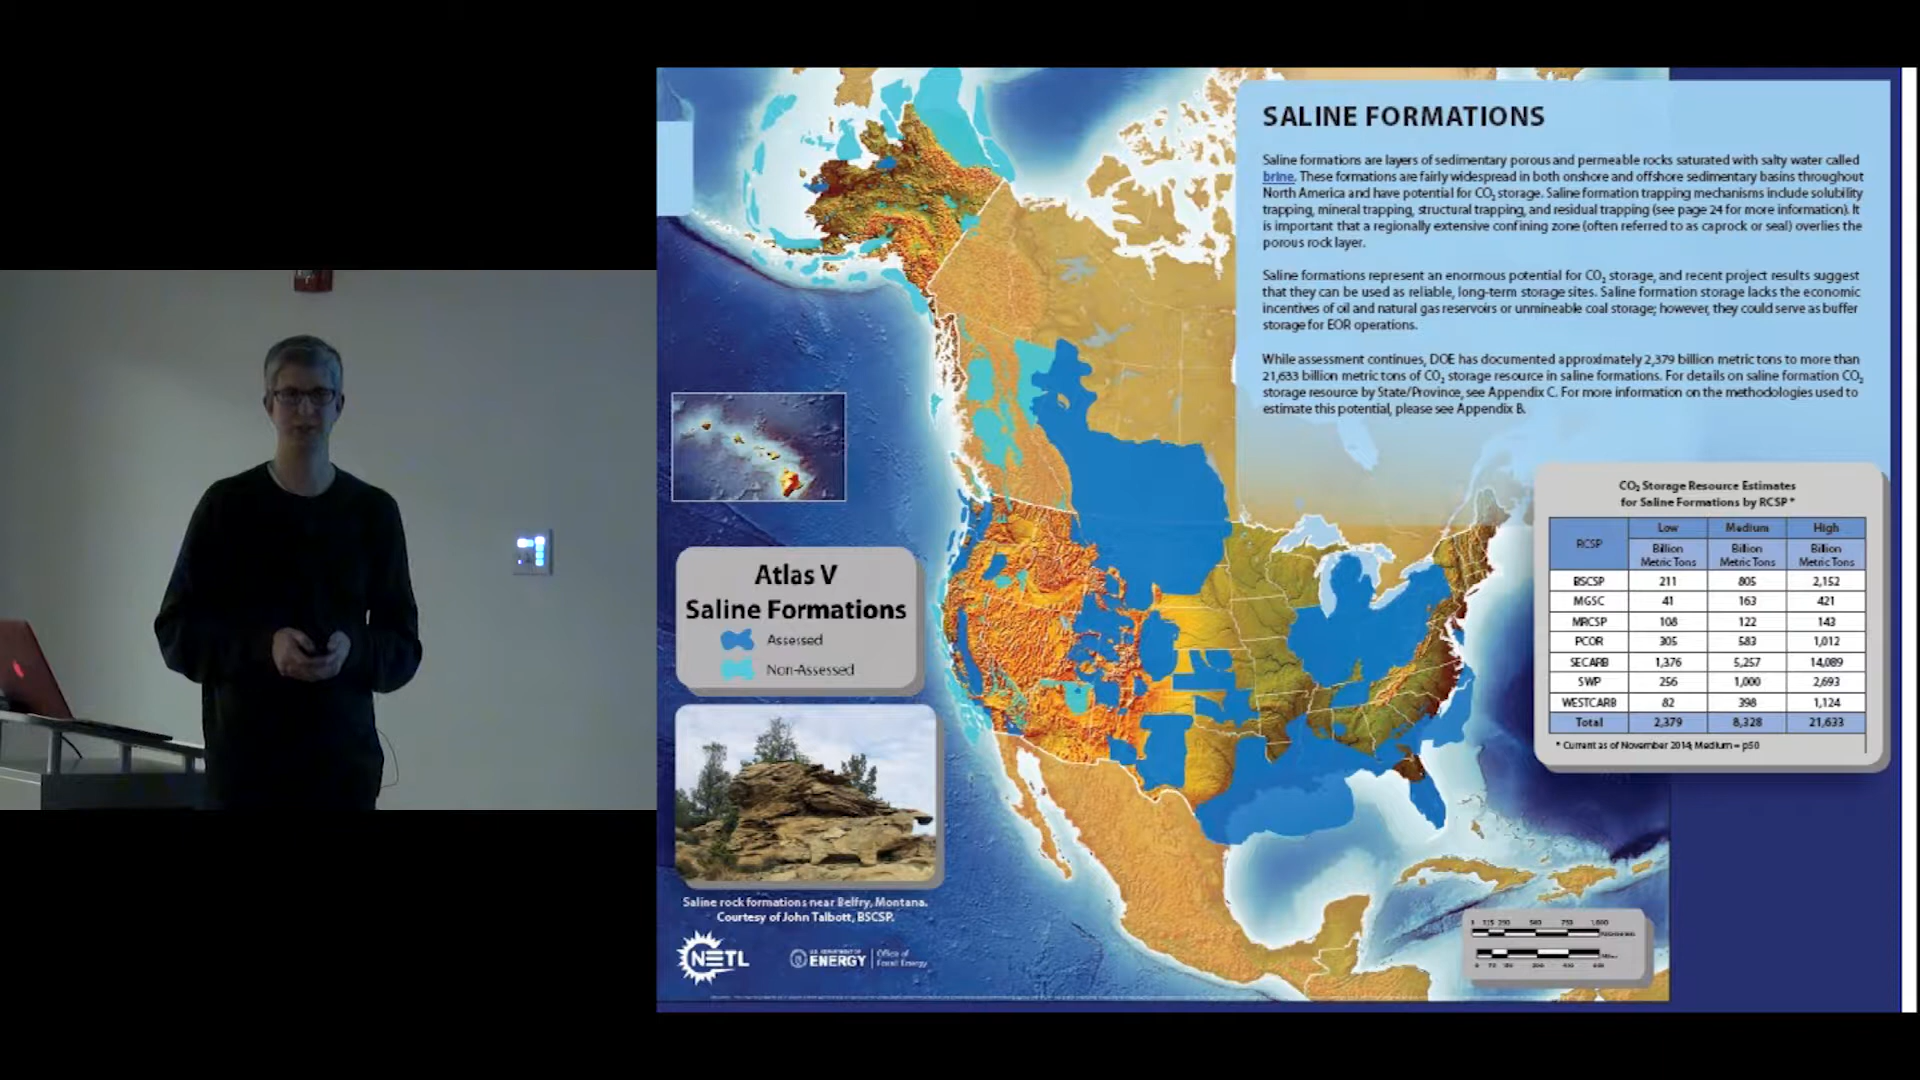 SALINE FORMATIONS
Saline formations are layers of sedimentary porous and permeable rocks saturated with salty water called
brine. These formations are fairly widespread in both onshore and offshore sedimentary basins throughout
North America and have potential for CO₂ storage. Saline formation trapping mechanisms include solubility
trapping, mineral trapping, structural trapping, and residual trapping (see page 24 for more information). It
is important that a regionally extensive confining zone (often referred to as caprock or seal) overlies the
porous rock layer.
Saline formations represent an enormous potential for CO₂ storage, and recent project results suggest
that they can be used as reliable, long-term storage sites. Saline formation storage lacks the economic
incentives of oil and natural gas reservoirs or unmineable coal storage; however, they could serve as buffer
storage for EOR operations.
While assessment continues, DOE has documented approximately 2,379 billion metric tons to more than
21,633 billion metric tons of CO₂ storage resource in saline formations. For details on saline formation CO₂
storage resource by State/Province, see Appendix C. For more information on the methodologies used to
estimate this potential, please see Appendix B.
CO₂ Storage Resource Estimates
for Saline Formations by RCSP *
RCSP Low Medium High
Billion Metric Tons Billion Metric Tons Billion Metric Tons
BSCSP 211 805 2,152
MGSC 41 163 421
MRCSP 108 122 143
PCOR 305 583 1,012
SECARB 1,376 5,257 14,089
SWP 256 1,000 2,693
WESTCARB 82 398 1,124
Total 2,379 8,328 21,633
* Current as of November 2014; Medium = p50
Atlas V
Saline Formations
Assessed
Non-Assessed
Saline rock formations near Belfry, Montana.
Courtesy of John Talbott, BSCSP.
NETL
U.S. DEPARTMENT OF
ENERGY
Office of
Fossil Energy